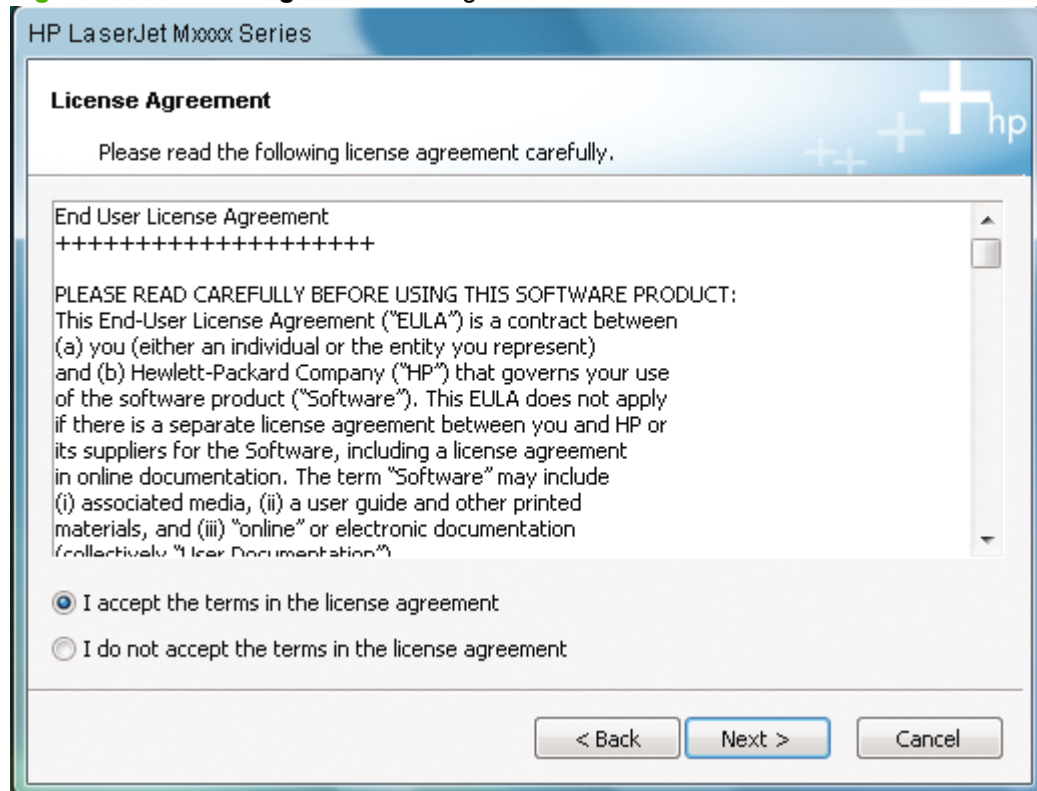 HP LaserJet Mxxxx Series
License Agreement
Please read the following license agreement carefully.
hp
End User License Agreement
++++++++++++++++++++
PLEASE READ CAREFULLY BEFORE USING THIS SOFTWARE PRODUCT:
This End-User License Agreement ("EULA") is a contract between
(a) you (either an individual or the entity you represent)
and (b) Hewlett-Packard Company ("HP") that governs your use
of the software product ("Software"). This EULA does not apply
if there is a separate license agreement between you and HP or
its suppliers for the Software, including a license agreement
in online documentation. The term "Software" may include
(i) associated media, (ii) a user guide and other printed
materials, and (iii) "online" or electronic documentation
(collectively "User Documentation")
I accept the terms in the license agreement
I do not accept the terms in the license agreement
< Back
Next >
Cancel